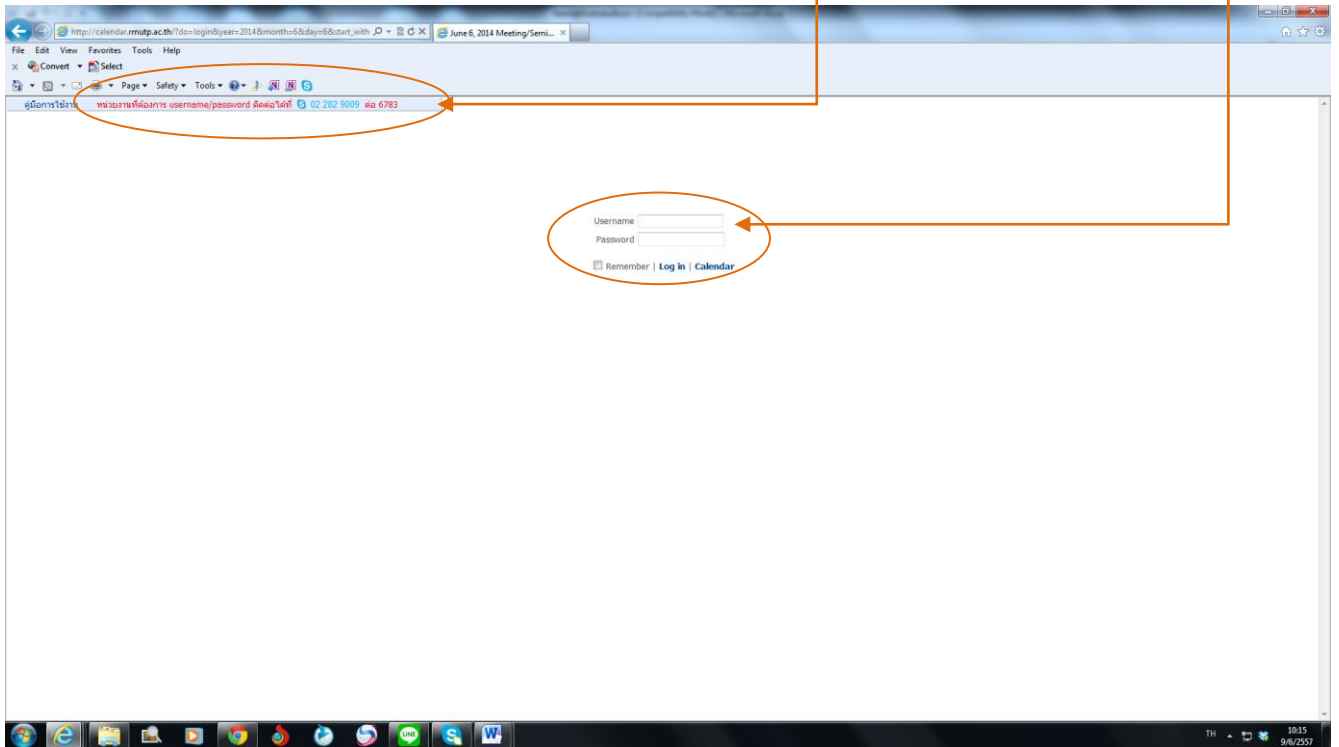 http://calendar.rmutp.ac.th/?do=login&year=2014&month=6&day=6&start_with
June 6, 2014 Meeting/Semi...
File Edit View Favorites Tools Help
x Convert Select
Page Safety Tools
คู่มือการใช้งาน หน่วยงานที่ต้องการ username/password ติดต่อได้ที่ 02 282 9009 ต่อ 6783
Username
Password
Remember | Log in | Calendar
LINE
TH 10:15
9/6/2557